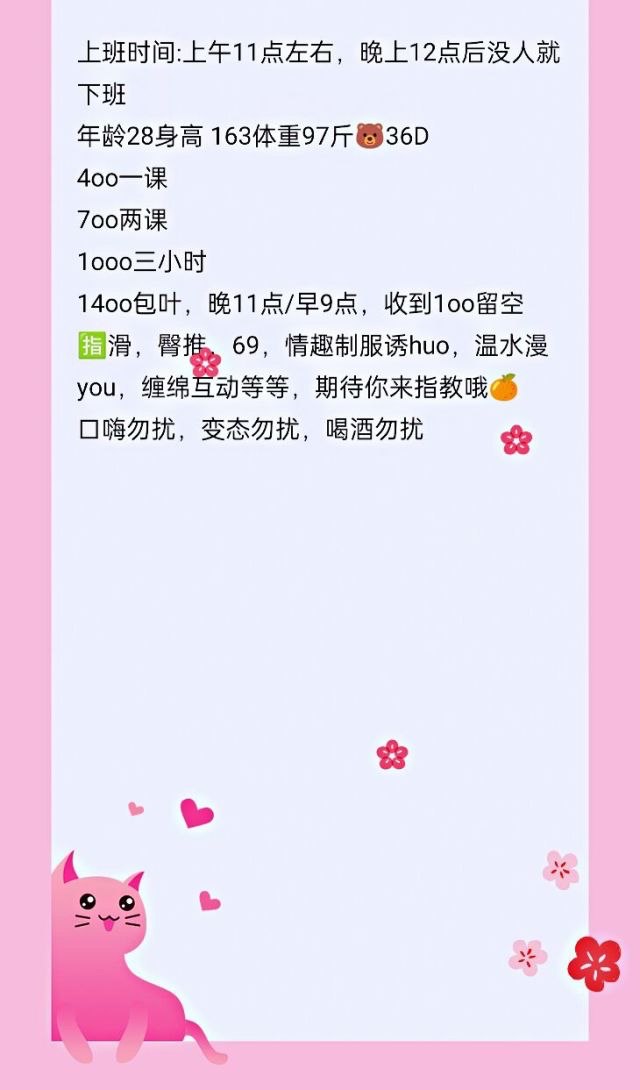 上班时间:上午11点左右，晚上12点后没人就
下班
年龄28身高 163体重97斤🐻36D
4oo一课
7oo两课
1ooo三小时
14oo包叶，晚11点/早9点，收到1oo留空
指滑，臀推，69，情趣制服诱huo，温水漫
you，缠绵互动等等，期待你来指教哦🍊
口嗨勿扰，变态勿扰，喝酒勿扰